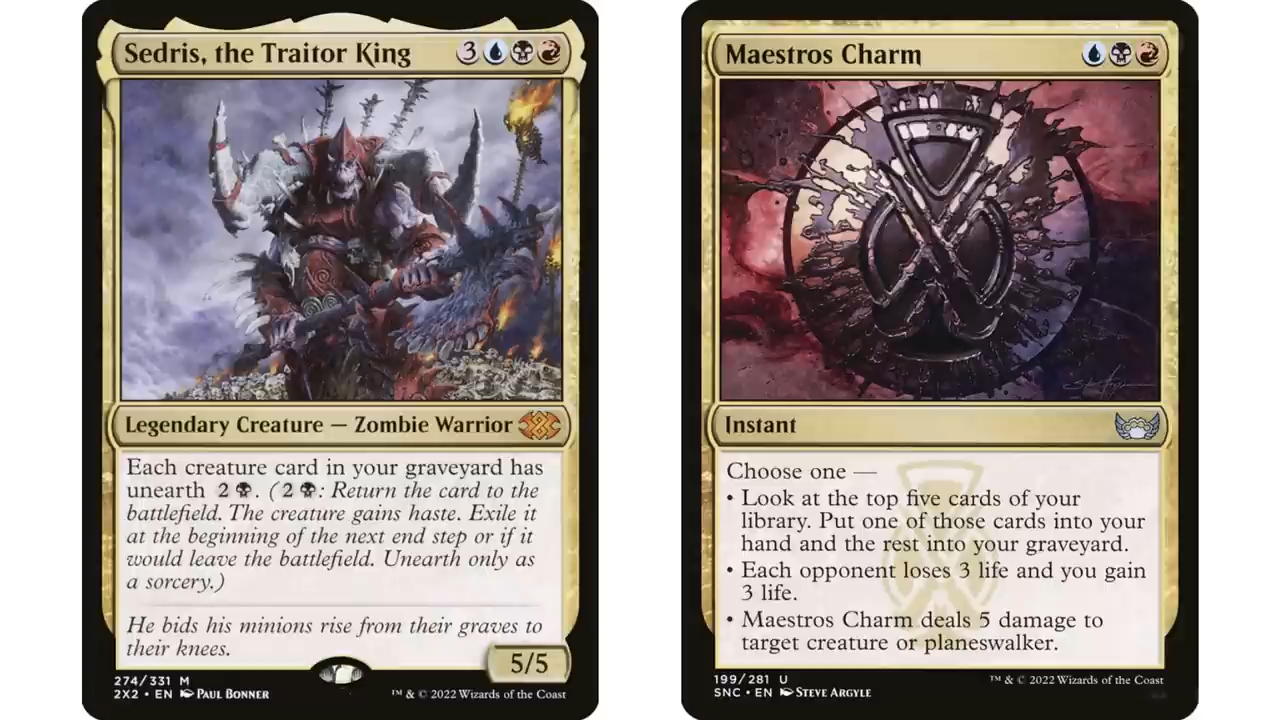 Sedris, the Traitor King 3
Legendary Creature — Zombie Warrior
Each creature card in your graveyard has
unearth 2. (2: Return the card to the
battlefield. The creature gains haste. Exile it
at the beginning of the next end step or if it
would leave the battlefield. Unearth only as
a sorcery.)
He bids his minions rise from their graves to
their knees.
5/5
274/331 M
2X2 • EN PAUL BONNER
™ & © 2022 Wizards of the Coast
Maestros Charm
Instant
Choose one —
• Look at the top five cards of your
library. Put one of those cards into your
hand and the rest into your graveyard.
• Each opponent loses 3 life and you gain
3 life.
• Maestros Charm deals 5 damage to
target creature or planeswalker.
199/281 U
SNC • EN STEVE ARGYLE
™ & © 2022 Wizards of the Coast